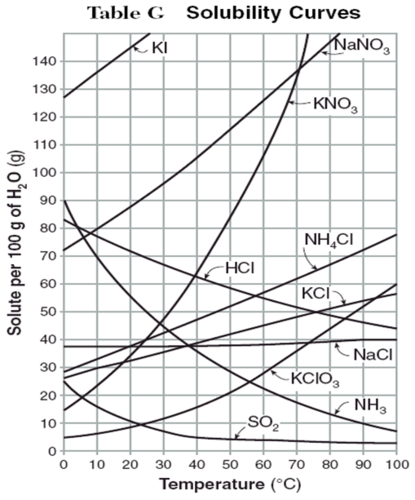 Table G Solubility Curves
Solute per 100 g of H₂O (g)
140
130
120
110
100
90
80
70
60
50
40
30
20
10
0
KI
NaNO₃
KNO₃
HCl
NH₄Cl
KCl
NaCl
KClO₃
NH₃
SO₂
0 10 20 30 40 50 60 70 80 90 100
Temperature (°C)